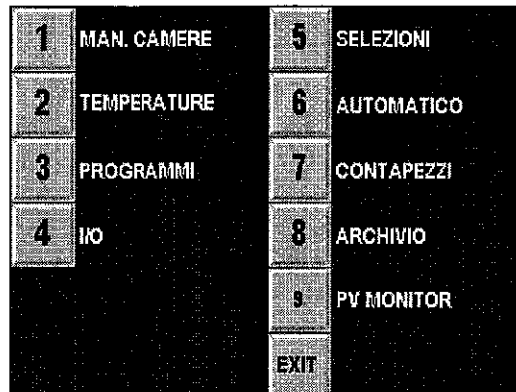 1 MAN. CAMERE
2 TEMPERATURE
3 PROGRAMMI
4 I/O
5 SELEZIONI
6 AUTOMATICO
7 CONTAPEZZI
8 ARCHIVIO
9 PV MONITOR
EXIT